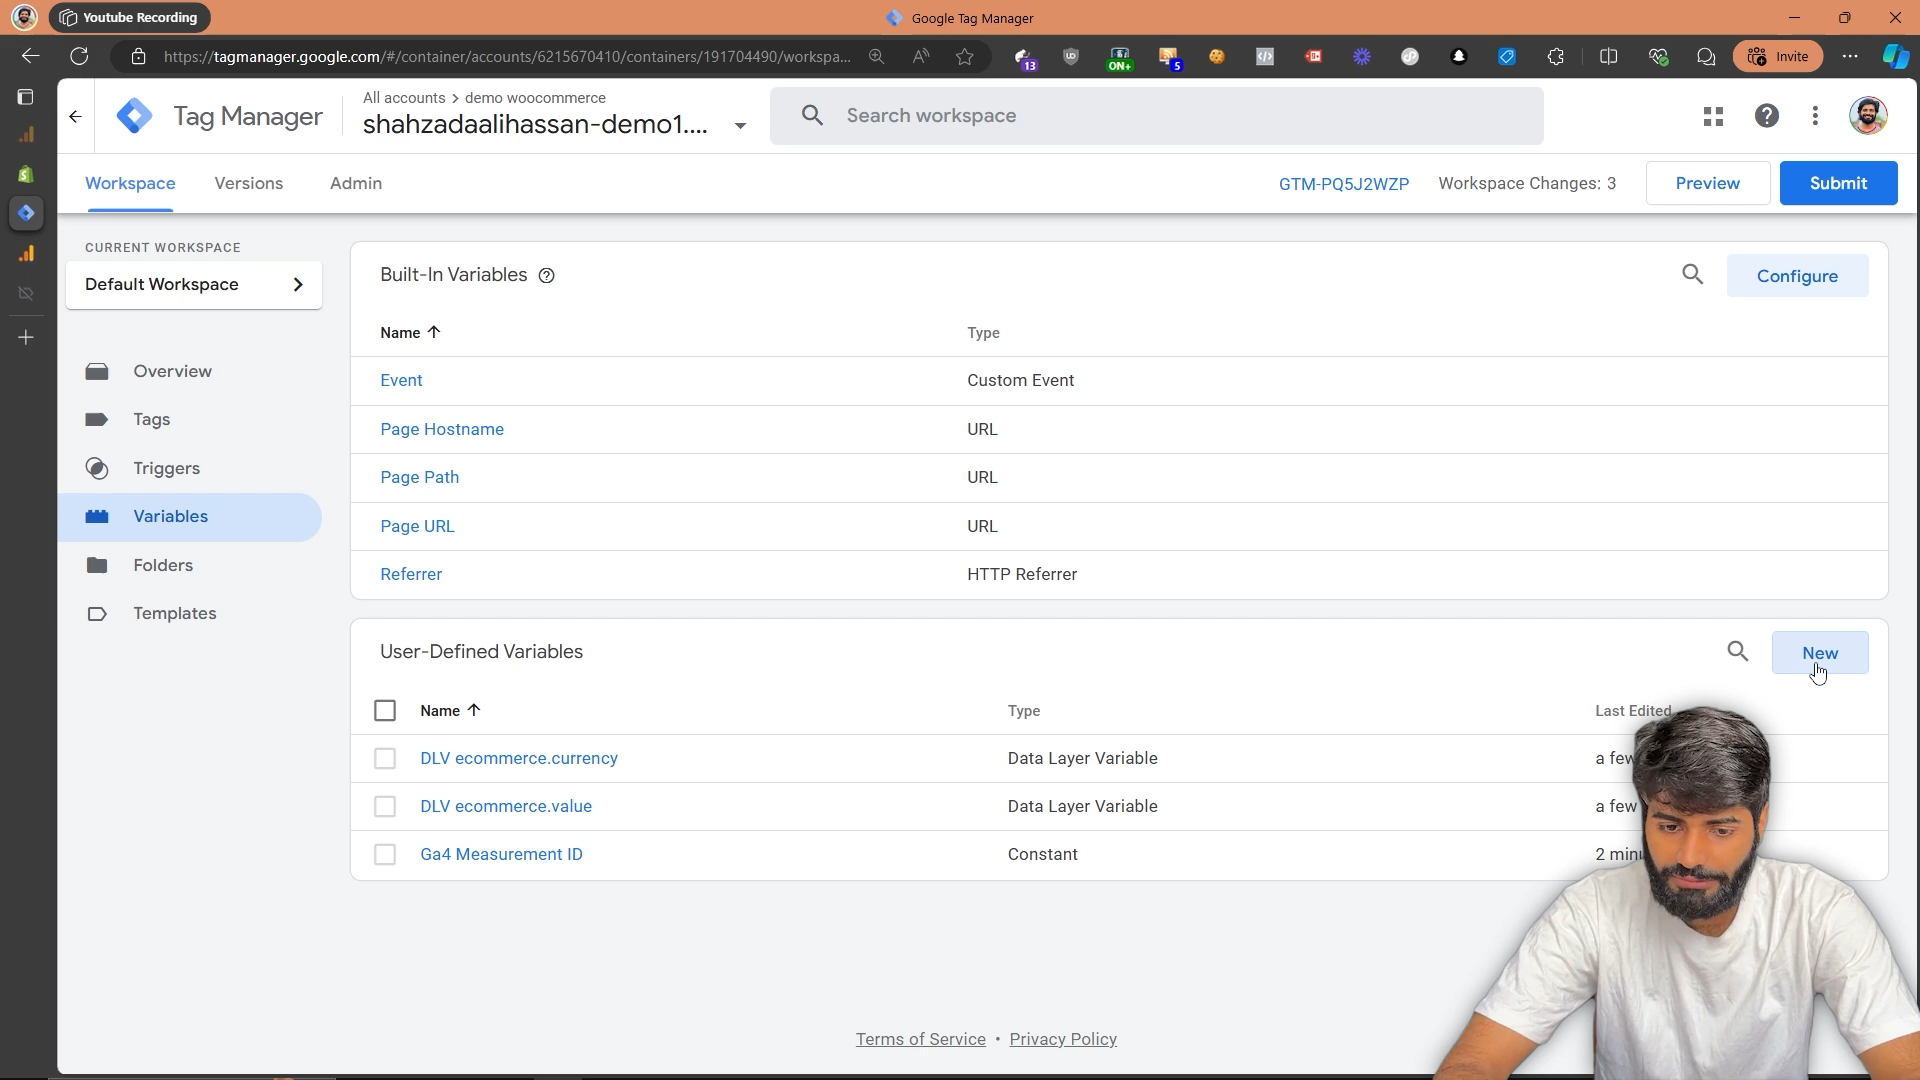 Youtube Recording
Google Tag Manager
https://tagmanager.google.com/#/container/accounts/6215670410/containers/191704490/workspa...
13
ON+
5
Invite
Tag Manager
All accounts > demo woocommerce
shahzadaalihassan-demo1....
Search workspace
Workspace
Versions
Admin
GTM-PQ5J2WZP
Workspace Changes: 3
Preview
Submit
CURRENT WORKSPACE
Default Workspace
Overview
Tags
Triggers
Variables
Folders
Templates
Built-In Variables
Configure
Name
Type
Event
Custom Event
Page Hostname
URL
Page Path
URL
Page URL
URL
Referrer
HTTP Referrer
User-Defined Variables
New
Name
Type
Last Edited
DLV ecommerce.currency
Data Layer Variable
a few
DLV ecommerce.value
Data Layer Variable
a few
Ga4 Measurement ID
Constant
2
Terms of Service • Privacy Policy